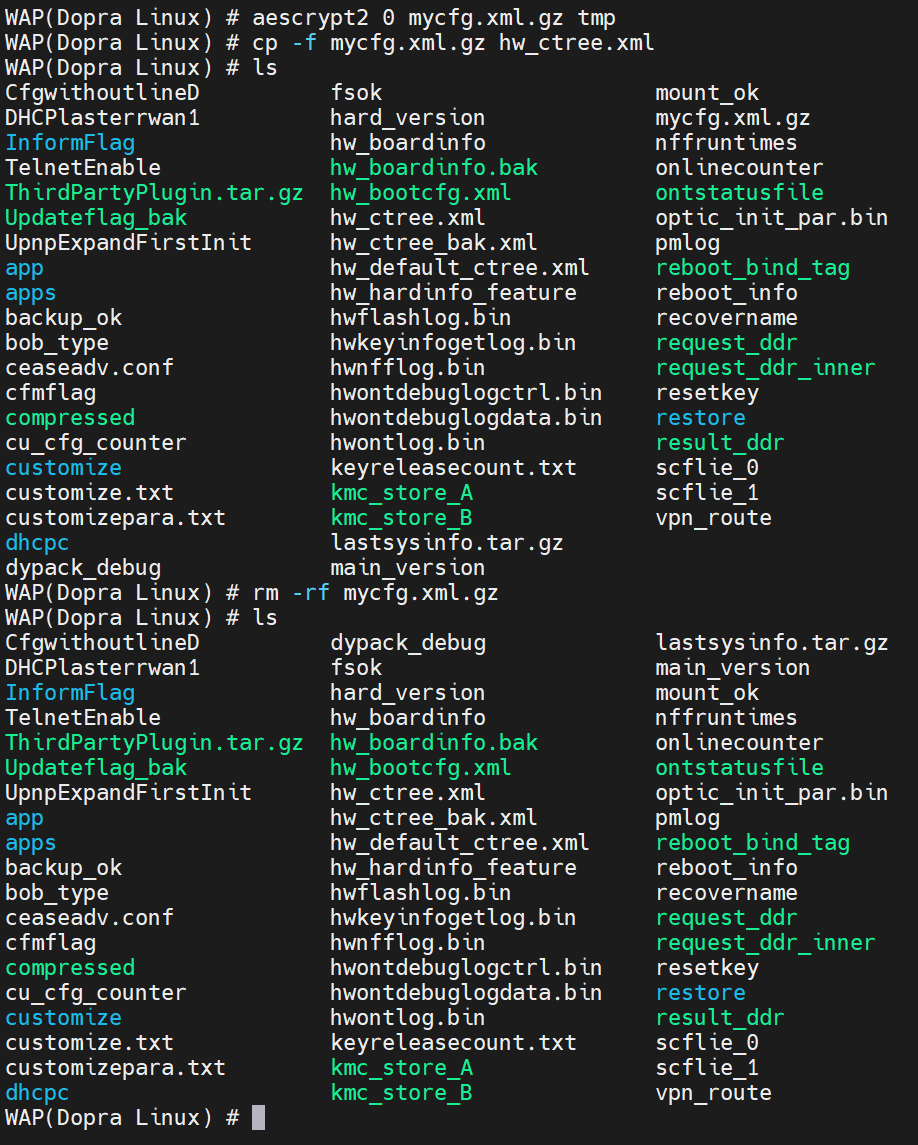 WAP(Dopra Linux) # aescrypt2 0 mycfg.xml.gz tmp
WAP(Dopra Linux) # cp -f mycfg.xml.gz hw_ctree.xml
WAP(Dopra Linux) # ls
CfgwithoutlineD fsok mount_ok
DHCPlasterrwan1 hard_version mycfg.xml.gz
InformFlag hw_boardinfo nffruntimes
TelnetEnable hw_boardinfo.bak onlinecounter
ThirdPartyPlugin.tar.gz hw_bootcfg.xml ontstatusfile
Updateflag_bak hw_ctree.xml optic_init_par.bin
UpnpExpandFirstInit hw_ctree_bak.xml pmlog
app hw_default_ctree.xml reboot_bind_tag
apps hw_hardinfo_feature reboot_info
backup_ok hwflashlog.bin recovername
bob_type hwkeyinfogetlog.bin request_ddr
ceaseadv.conf hwnfflog.bin request_ddr_inner
cfmflag hwontdebuglogctrl.bin resetkey
compressed hwontdebuglogdata.bin restore
cu_cfg_counter hwontlog.bin result_ddr
customize keyreleasecount.txt scflie_0
customize.txt kmc_store_A scflie_1
customizepara.txt kmc_store_B vpn_route
dhcpc lastsysinfo.tar.gz
dypack_debug main_version
WAP(Dopra Linux) # rm -rf mycfg.xml.gz
WAP(Dopra Linux) # ls
CfgwithoutlineD dypack_debug lastsysinfo.tar.gz
DHCPlasterrwan1 fsok main_version
InformFlag hard_version mount_ok
TelnetEnable hw_boardinfo nffruntimes
ThirdPartyPlugin.tar.gz hw_boardinfo.bak onlinecounter
Updateflag_bak hw_bootcfg.xml ontstatusfile
UpnpExpandFirstInit hw_ctree.xml optic_init_par.bin
app hw_ctree_bak.xml pmlog
apps hw_default_ctree.xml reboot_bind_tag
backup_ok hw_hardinfo_feature reboot_info
bob_type hwflashlog.bin recovername
ceaseadv.conf hwkeyinfogetlog.bin request_ddr
cfmflag hwnfflog.bin request_ddr_inner
compressed hwontdebuglogctrl.bin resetkey
cu_cfg_counter hwontdebuglogdata.bin restore
customize hwontlog.bin result_ddr
customize.txt keyreleasecount.txt scflie_0
customizepara.txt kmc_store_A scflie_1
dhcpc kmc_store_B vpn_route
WAP(Dopra Linux) #